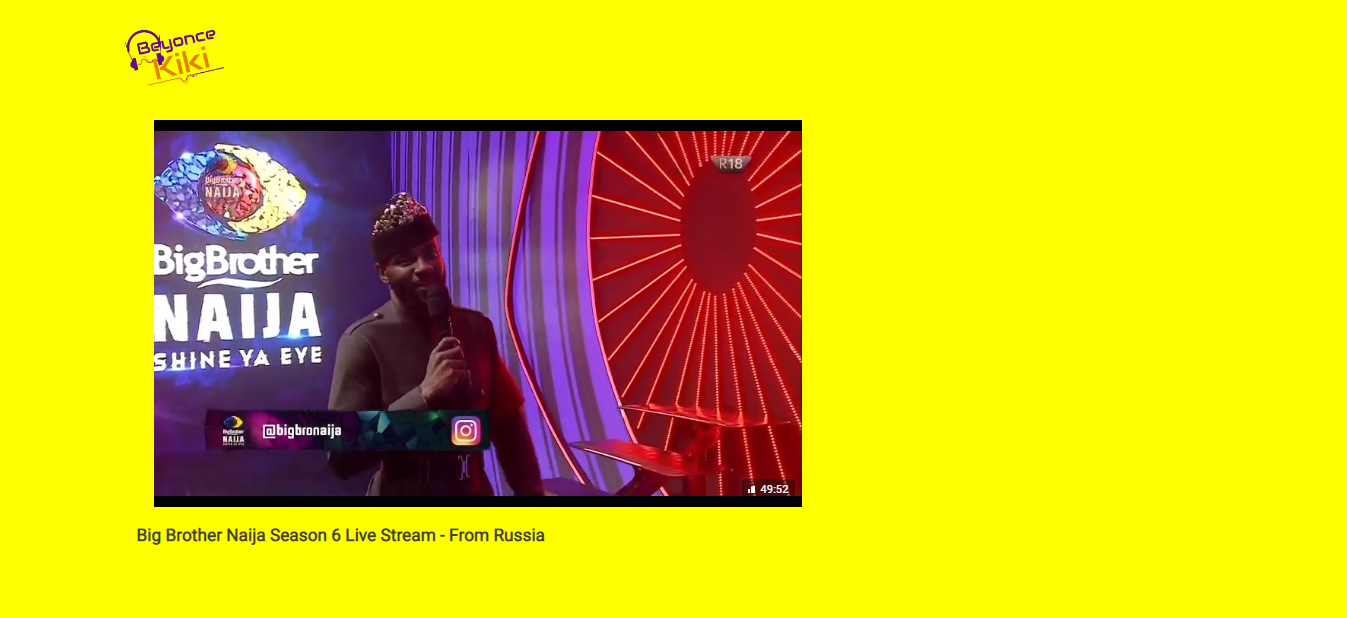 Beyonce
Kiki
R18
BigBrother
NAIJA
BigBrother
NAIJA
SHINE YA EYE
BigBrother
NAIJA
@bigbronaija
49:52
Big Brother Naija Season 6 Live Stream - From Russia